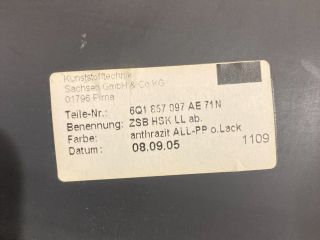 Kunststofftechnik
Sachsen GmbH & Co KG
01796 Pirna
Teile-Nr.: 6Q1 857 097 AE 71N
Benennung: ZSB HSK LL ab.
Farbe: anthrazit ALL-PP o.Lack
Datum: 08.09.05 1109